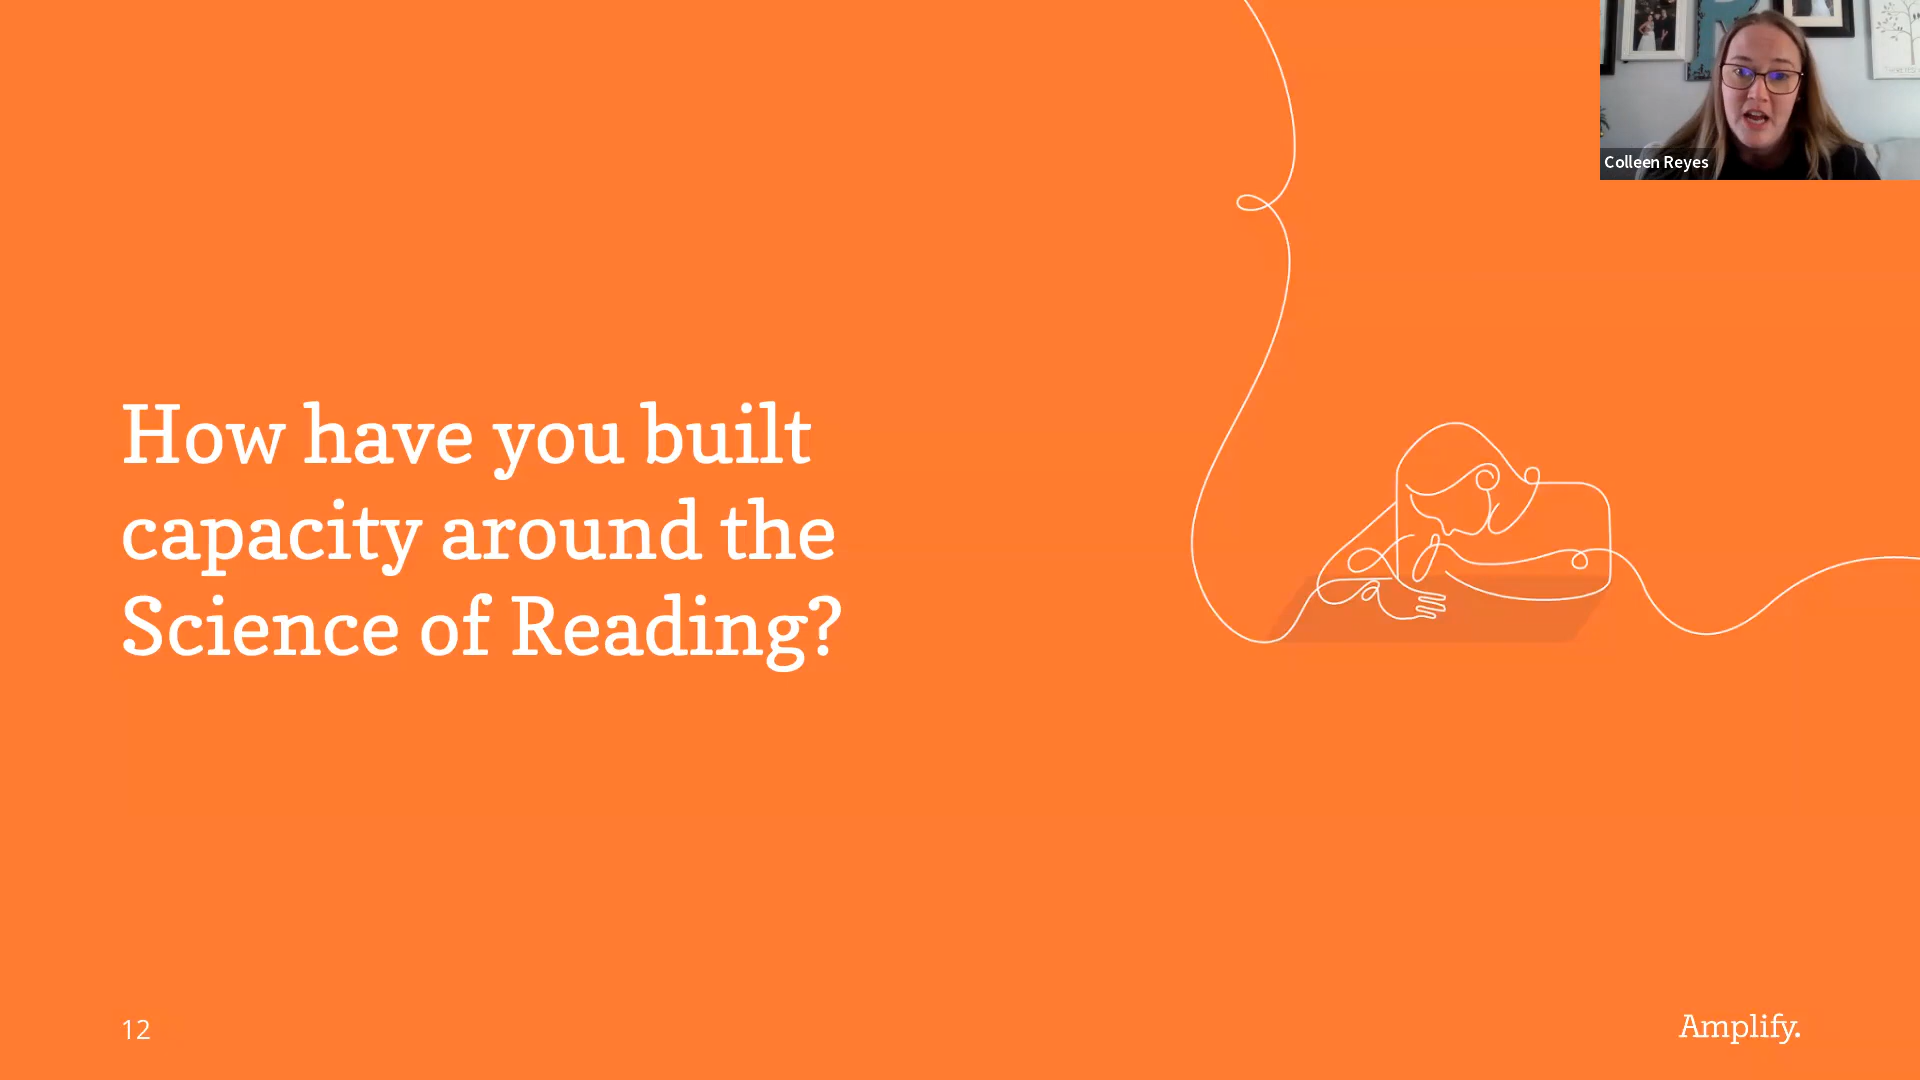 Colleen Reyes
How have you built
capacity around the
Science of Reading?
12
Amplify.